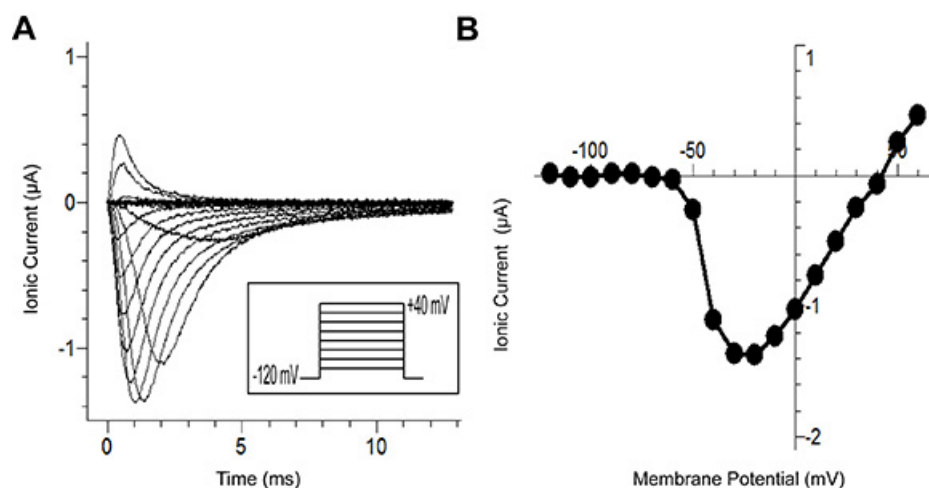 A
Ionic Current (µA)
1
0
-1
0
5
10
Time (ms)
+40 mV
-120 mV
B
Ionic Current (µA)
1
-1
-2
-100
-50
Membrane Potential (mV)